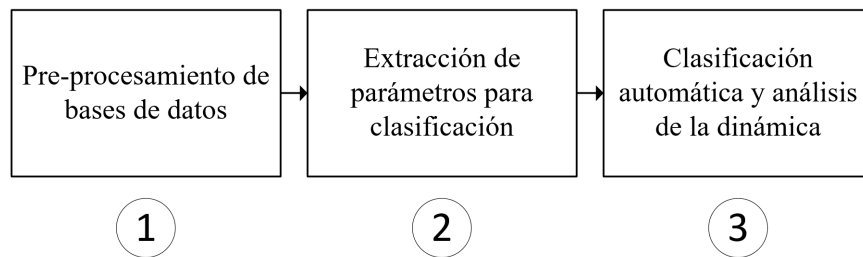 Pre-procesamiento de
bases de datos
Extracción de
parámetros para
clasificación
Clasificación
automática y análisis
de la dinámica
1
2
3